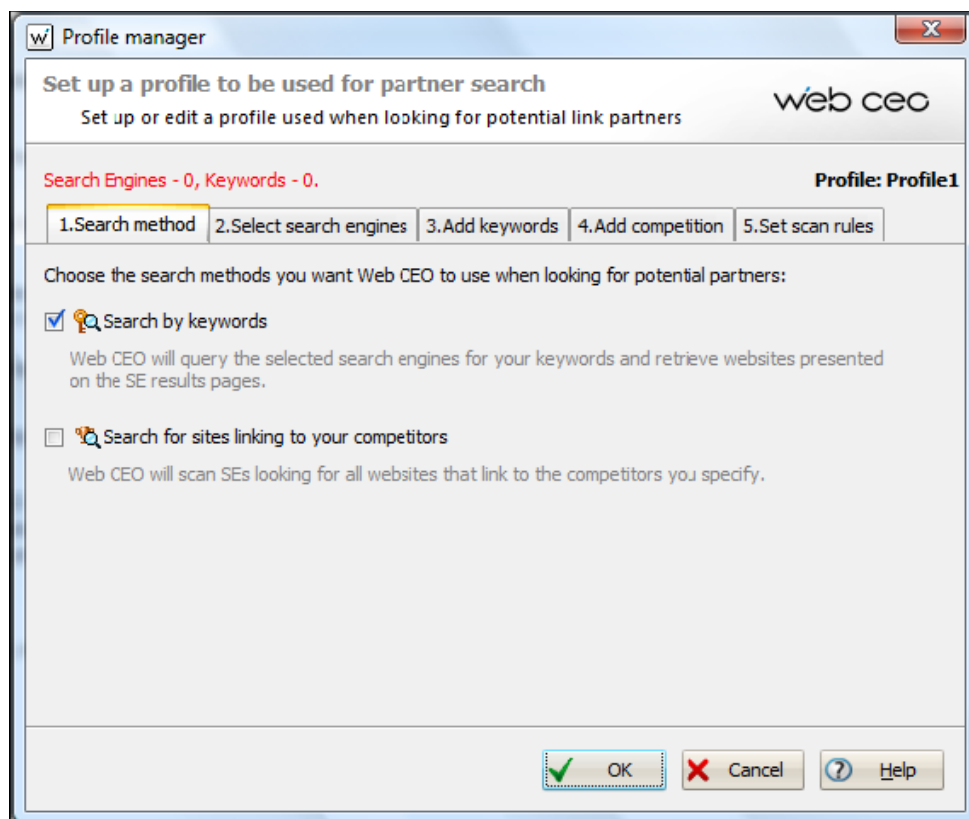 w Profile manager
Set up a profile to be used for partner search
Set up or edit a profile used when looking for potential link partners
web ceo
Search Engines - 0, Keywords - 0.
Profile: Profile1
1.Search method 2.Select search engines 3.Add keywords 4.Add competition 5.Set scan rules
Choose the search methods you want Web CEO to use when looking for potential partners:
Search by keywords
Web CEO will query the selected search engines for your keywords and retrieve websites presented
on the SE results pages.
Search for sites linking to your competitors
Web CEO will scan SEs looking for all websites that link to the competitors you specify.
OK Cancel Help